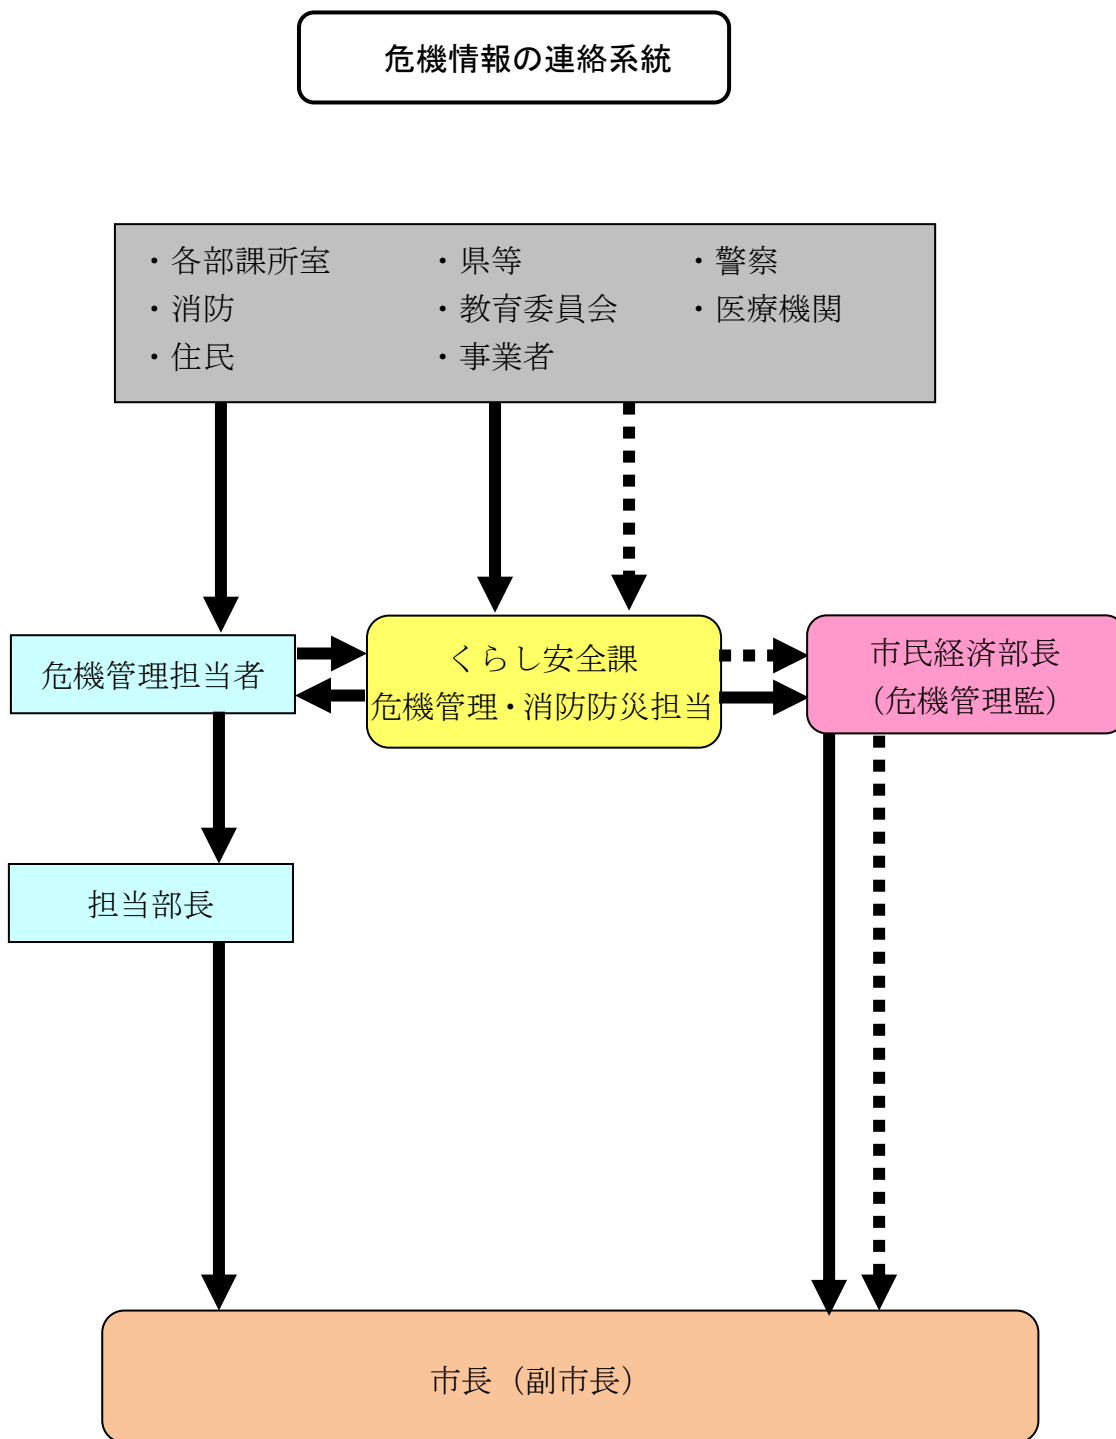 危機情報の連絡系統
・各部課所室 ・県等 ・警察
・消防 ・教育委員会 ・医療機関
・住民 ・事業者
危機管理担当者
くらし安全課
危機管理・消防防災担当
市民経済部長
（危機管理監）
担当部長
市長（副市長）